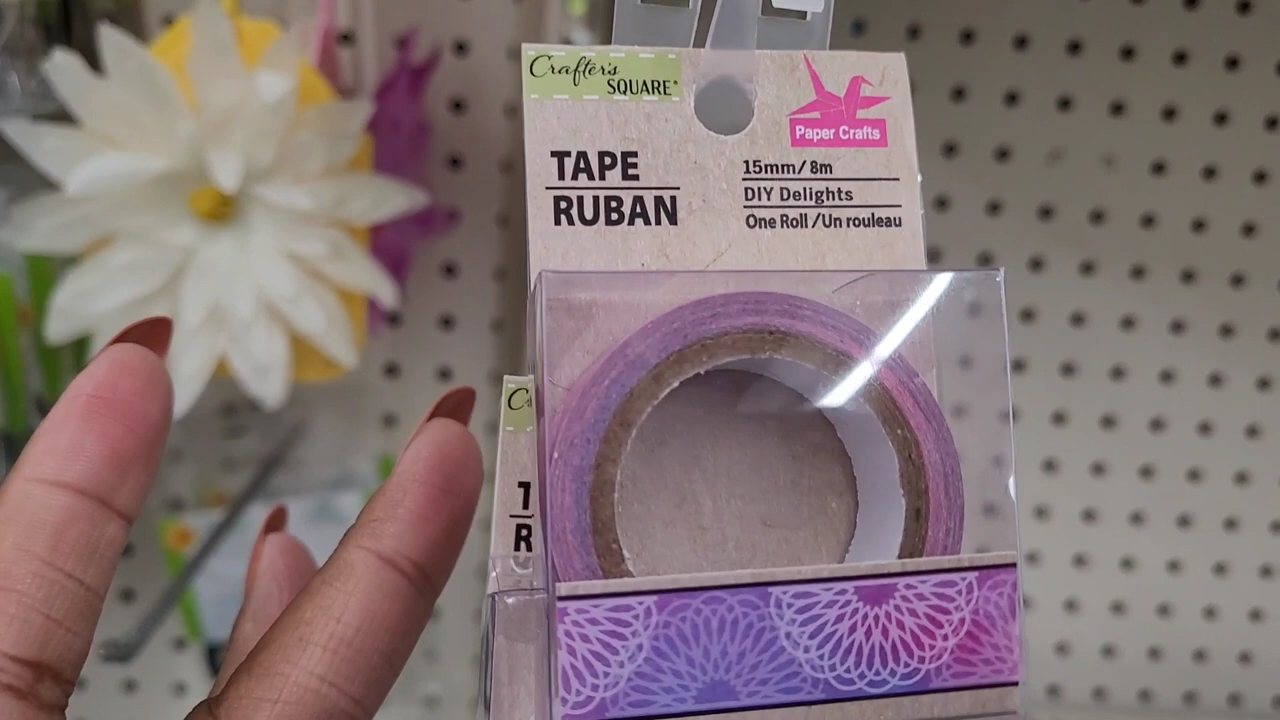 Crafter's
SQUARE
Paper Crafts
TAPE
RUBAN
15mm/8m
DIY Delights
One Roll/Un rouleau
C
T
R